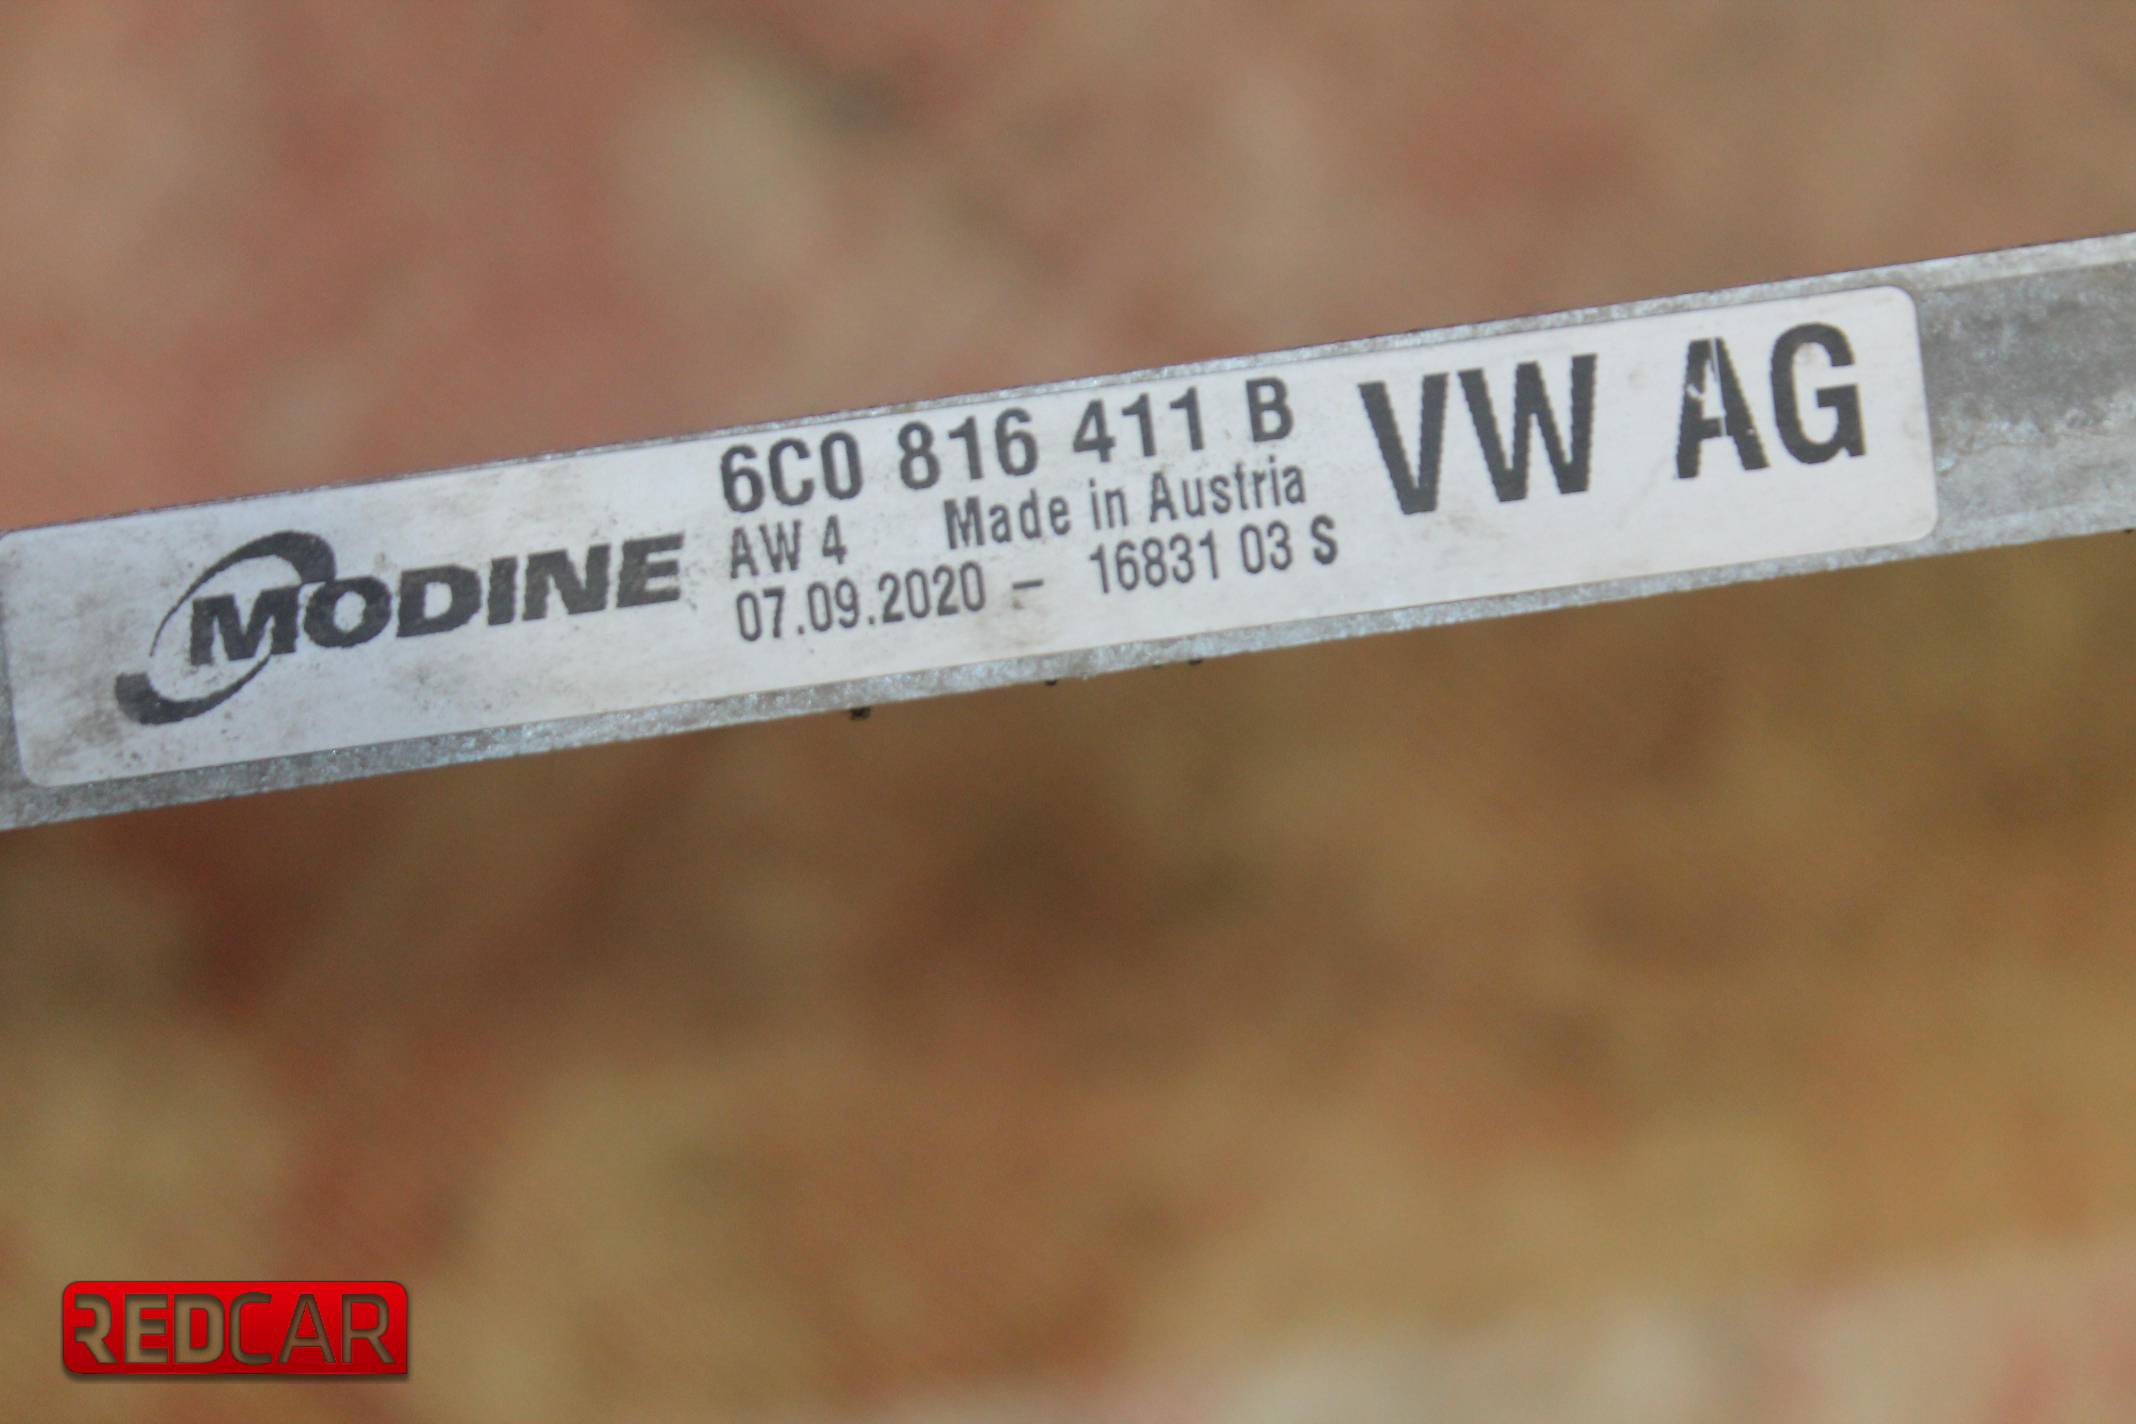 MODINE
6C0 816 411 B
AW 4 Made in Austria
07.09.2020 - 16831 03 S
VW AG
REDCAR